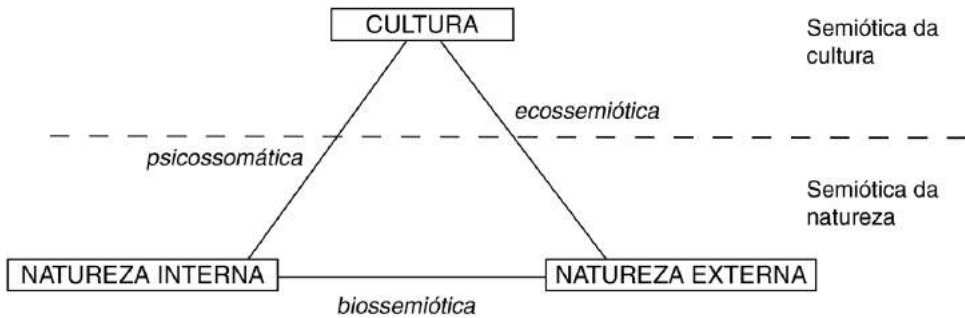 CULTURA
Semiótica da
cultura
ecossemiótica
psicossomática
Semiótica da
natureza
NATUREZA INTERNA
NATUREZA EXTERNA
biossemiótica